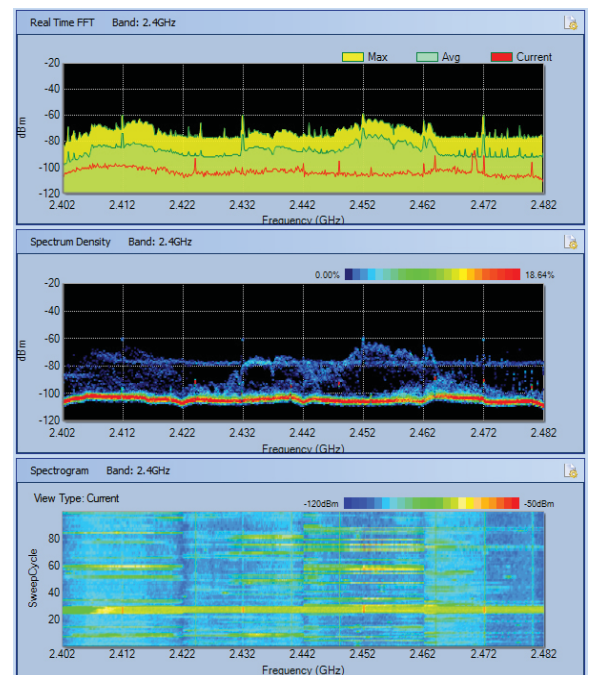 Real Time FFT Band: 2.4GHz
Max Avg Current
-20
-40
-60
-80
-100
-120
dBm
2.402 2.412 2.422 2.432 2.442 2.452 2.462 2.472 2.482
Frequency (GHz)
Spectrum Density Band: 2.4GHz
0.00% 18.64%
-20
-40
-60
-80
-100
-120
dBm
2.402 2.412 2.422 2.432 2.442 2.452 2.462 2.472 2.482
Frequency (GHz)
Spectrogram Band: 2.4GHz
View Type: Current
-120dBm -50dBm
80
60
40
20
SweepCycle
2.402 2.412 2.422 2.432 2.442 2.452 2.462 2.472 2.482
Frequency (GHz)